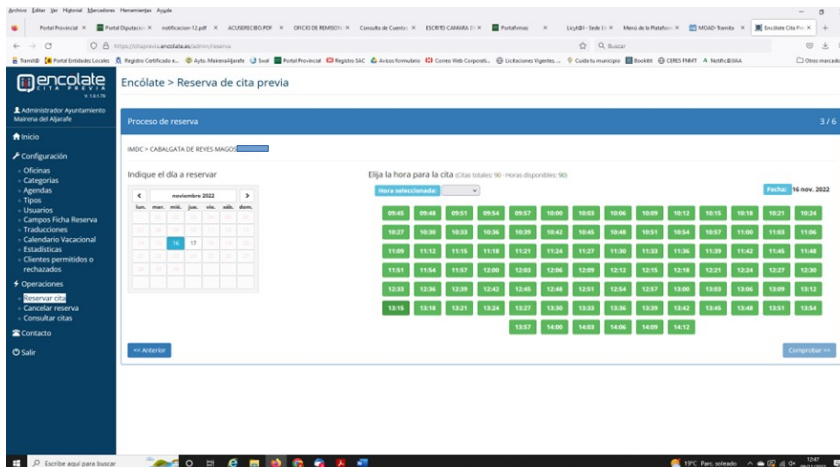 Archivo Editar Ver Historial Marcadores Herramientas Ayuda
Portal Provincial × Portal Diputación × notificacion-12.pdf × ACUSERECIBO.PDF × OFICIO DE REMISIÓN × Consulta de Cuentas × ESCRITO CAMARA × Portafirmas × LicytAl - Sede × Menú de la Plataform × MOAD- Tramita × Encólate Cita Pre ×
https://citaprevia.encolate.es/admin/reserva
Buscar
Portal Entidades Locales Registro Certificado e... Ayto. MairenaAljarafe Swal Portal Provincial Registro SAC Avisos formulario Correo Web Corporati... Licitaciones Vigentes ... Cuida tu municipio Bookitit CERES FNMT Otros marcado
encolate
CITA PREVIA
Administrador Ayuntamiento
Mairena del Aljarafe
Inicio
Configuración
Oficinas
Categorias
Agendas
Tipos
Usuarios
Campos Ficha Reserva
Traducciones
Calendario Vacacional
Estadísticas
Clientes permitidos o
rechazados
Operaciones
Reservar cita
Cancelar reserva
Consultar citas
Contacto
Salir
Encólate > Reserva de cita previa
Proceso de reserva 3 / 6
IMDC > CABALGATA DE REYES MAGOS
Indique el día a reservar
noviembre 2022
lun. mar. mié. jue. vie. sáb. dom.
16 17
Elija la hora para la cita (Citas totales: 90 - Horas disponibles: 90)
Hora seleccionada: Fecha: 16 nov. 2022
09:45 09:48 09:51 09:54 09:57 10:00 10:03 10:06 10:09 10:12 10:15 10:18 10:21 10:24
10:27 10:30 10:33 10:36 10:39 10:42 10:45 10:48 10:51 10:54 10:57 11:00 11:03 11:06
11:09 11:12 11:15 11:18 11:21 11:24 11:27 11:30 11:33 11:36 11:39 11:42 11:45 11:48
11:51 11:54 11:57 12:00 12:03 12:06 12:09 12:12 12:15 12:18 12:21 12:24 12:27 12:30
12:33 12:36 12:39 12:42 12:45 12:48 12:51 12:54 12:57 13:00 13:03 13:06 13:09 13:12
13:15 13:18 13:21 13:24 13:27 13:30 13:33 13:36 13:39 13:42 13:45 13:48 13:51 13:54
13:57 14:00 14:03 14:06 14:09 14:12
<< Anterior Comprobar >>
Escribe aquí para buscar
19°C Parc. soleado
12:47